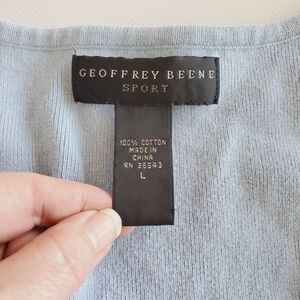 GEOFFREY BEENE
SPORT
100% COTTON
MADE IN
CHINA
RN 36543
L